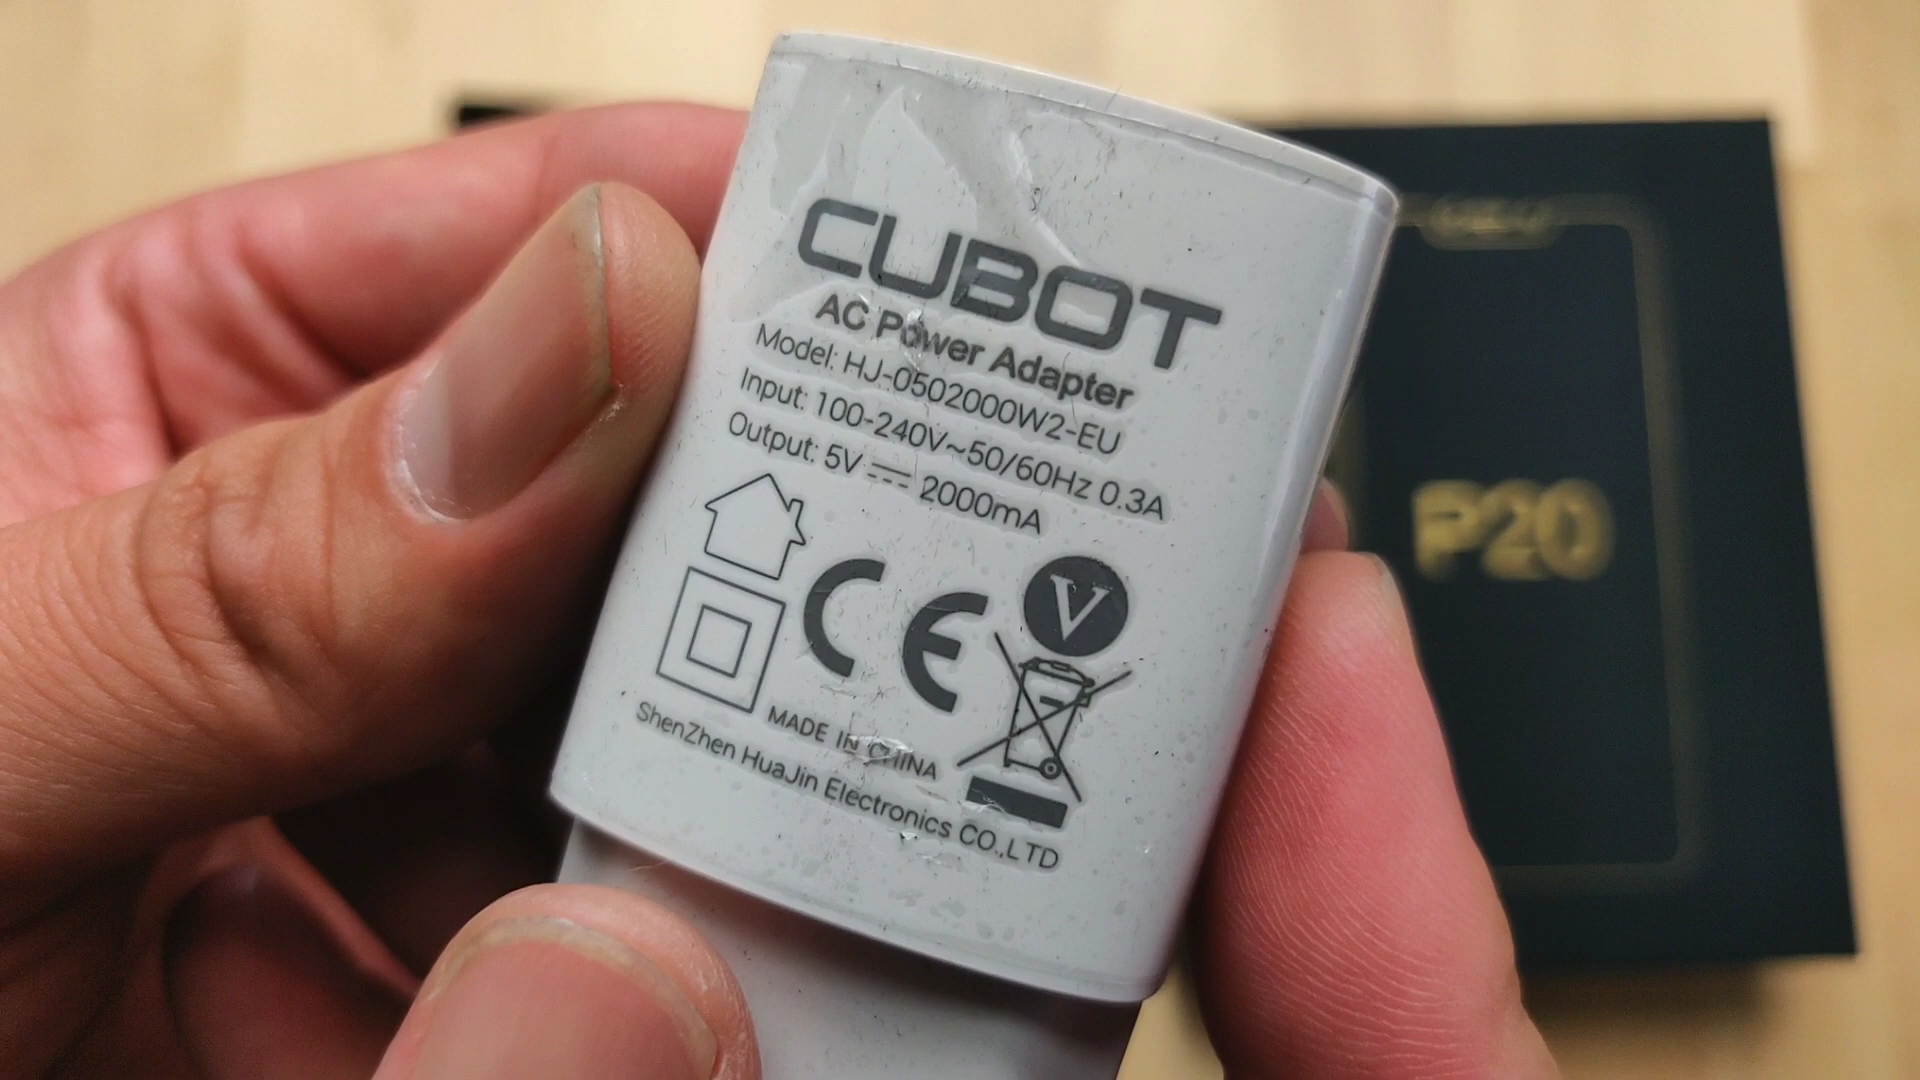 CUBOT
AC Power Adapter
Model: HJ-0502000W2-EU
Input: 100-240V~50/60Hz 0.3A
Output: 5V⎓2000mA
CE
V
MADE IN CHINA
ShenZhen HuaJin Electronics CO.,LTD
P20